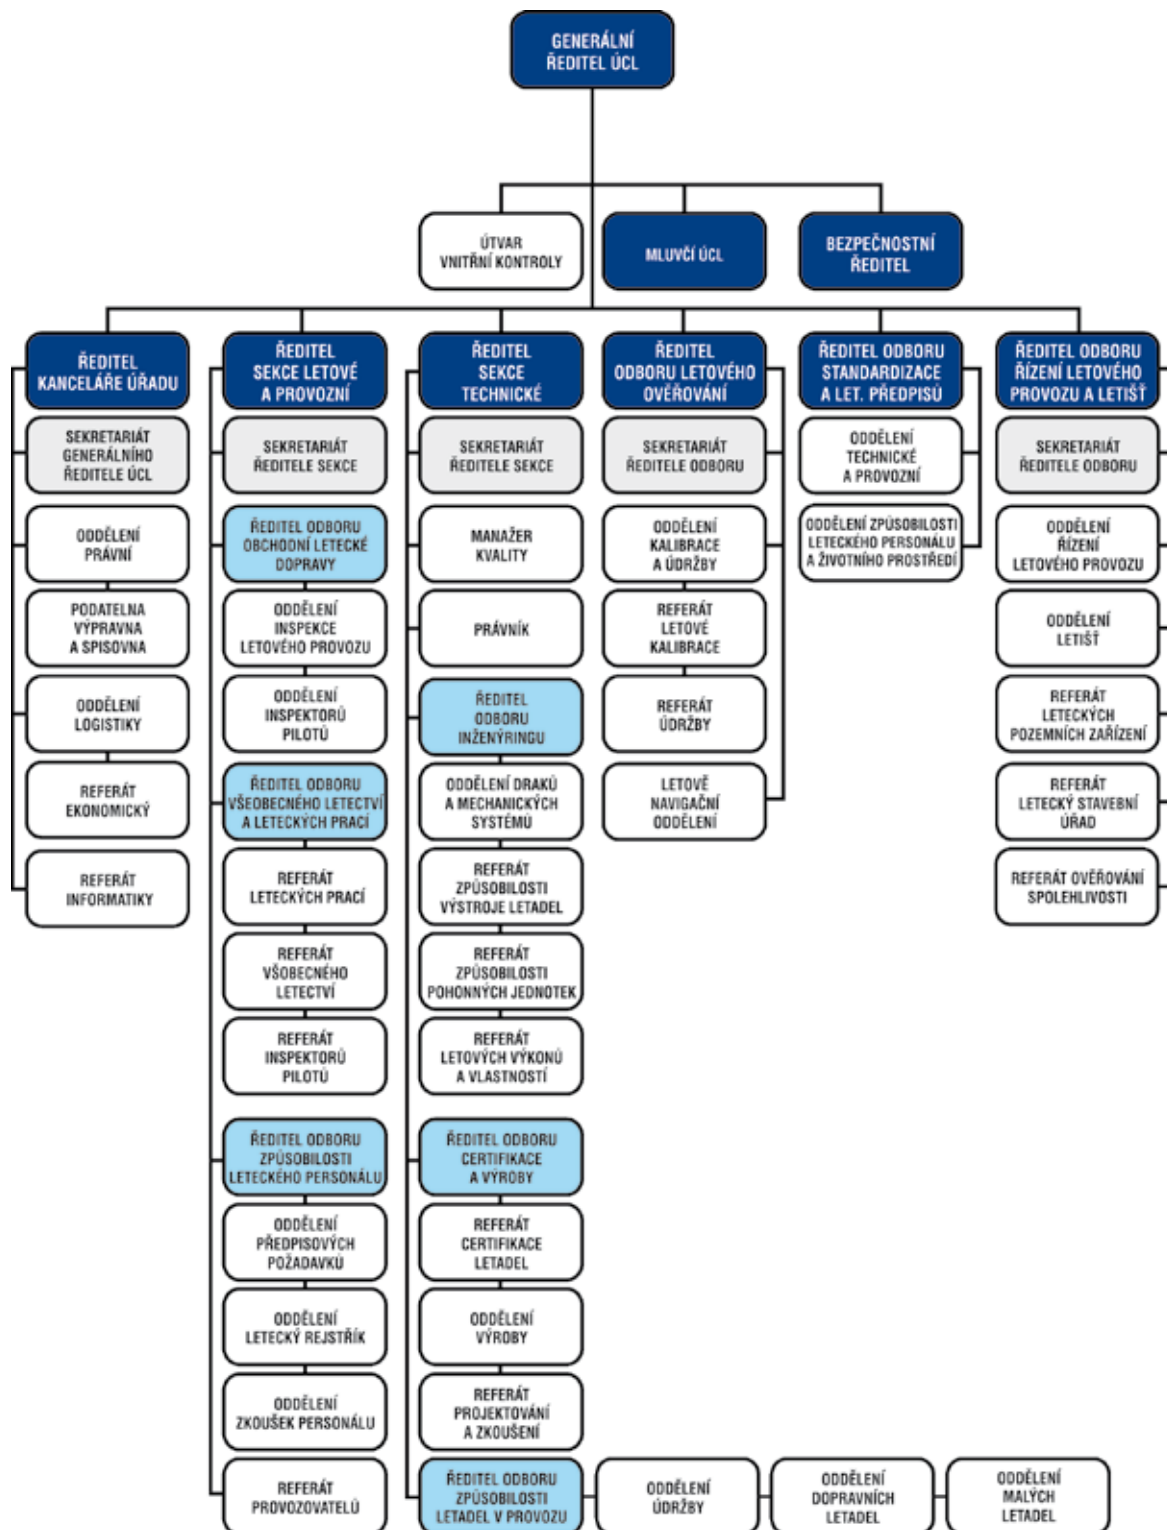 GENERÁLNÍ
ŘEDITEL ÚCL
ÚTVAR
VNITŘNÍ KONTROLY
MLUVČÍ ÚCL
BEZPEČNOSTNÍ
ŘEDITEL
ŘEDITEL
KANCELÁŘE ÚŘADU
SEKRETARIÁT
GENERÁLNÍHO
ŘEDITELE ÚCL
ODDĚLENÍ
PRÁVNÍ
PODATELNA
VÝPRAVNA
A SPISOVNA
ODDĚLENÍ
LOGISTIKY
REFERÁT
EKONOMICKÝ
REFERÁT
INFORMATIKY
ŘEDITEL
SEKCE LETOVÉ
A PROVOZNÍ
SEKRETARIÁT
ŘEDITELE SEKCE
ŘEDITEL ODBORU
OBCHODNÍ LETECKÉ
DOPRAVY
ODDĚLENÍ
INSPEKCE
LETOVÉHO PROVOZU
ODDĚLENÍ
INSPEKTORŮ
PILOTŮ
ŘEDITEL ODBORU
VŠEOBECNÉHO LETECTVÍ
A LETECKÝCH PRACÍ
REFERÁT
LETECKÝCH PRACÍ
REFERÁT
VŠOBECNÉHO
LETECTVÍ
REFERÁT
INSPEKTORŮ
PILOTŮ
ŘEDITEL ODBORU
ZPŮSOBILOSTI
LETECKÉHO PERSONÁLU
ODDĚLENÍ
PŘEDPISOVÝCH
POŽADAVKŮ
ODDĚLENÍ
LETECKÝ REJSTŘÍK
ODDĚLENÍ
ZKOUŠEK PERSONÁLU
REFERÁT
PROVOZOVATELŮ
ŘEDITEL
SEKCE
TECHNICKÉ
SEKRETARIÁT
ŘEDITELE SEKCE
MANAŽER
KVALITY
PRÁVNÍK
ŘEDITEL
ODBORU
INŽENÝRINGU
ODDĚLENÍ DRAKŮ
A MECHANICKÝCH
SYSTÉMŮ
REFERÁT
ZPŮSOBILOSTI
VÝSTROJE LETADEL
REFERÁT
ZPŮSOBILOSTI
POHONNÝCH JEDNOTEK
REFERÁT
LETOVÝCH VÝKONŮ
A VLASTNOSTÍ
ŘEDITEL ODBORU
CERTIFIKACE
A VÝROBY
REFERÁT
CERTIFIKACE
LETADEL
ODDĚLENÍ
VÝROBY
REFERÁT
PROJEKTOVÁNÍ
A ZKOUŠENÍ
ŘEDITEL ODBORU
ZPŮSOBILOSTI
LETADEL V PROVOZU
ODDĚLENÍ
ÚDRŽBY
ODDĚLENÍ
DOPRAVNÍCH
LETADEL
ODDĚLENÍ
MALÝCH
LETADEL
ŘEDITEL
ODBORU LETOVÉHO
OVĚŘOVÁNÍ
SEKRETARIÁT
ŘEDITELE ODBORU
ODDĚLENÍ
KALIBRACE
A ÚDRŽBY
REFERÁT
LETOVÉ
KALIBRACE
REFERÁT
ÚDRŽBY
LETOVĚ
NAVIGAČNÍ
ODDĚLENÍ
ŘEDITEL ODBORU
STANDARDIZACE
A LET. PŘEDPISŮ
ODDĚLENÍ
TECHNICKÉ
A PROVOZNÍ
ODDĚLENÍ ZPŮSOBILOSTI
LETECKÉHO PERSONÁLU
A ŽIVOTNÍHO PROSTŘEDÍ
ŘEDITEL ODBORU
ŘÍZENÍ LETOVÉHO
PROVOZU A LETIŠŤ
SEKRETARIÁT
ŘEDITELE ODBORU
ODDĚLENÍ
ŘÍZENÍ
LETOVÉHO PROVOZU
ODDĚLENÍ
LETIŠŤ
REFERÁT
LETECKÝCH
POZEMNÍCH ZAŘÍZENÍ
REFERÁT
LETECKÝ STAVEBNÍ
ÚŘAD
REFERÁT OVĚŘOVÁNÍ
SPOLEHLIVOSTI